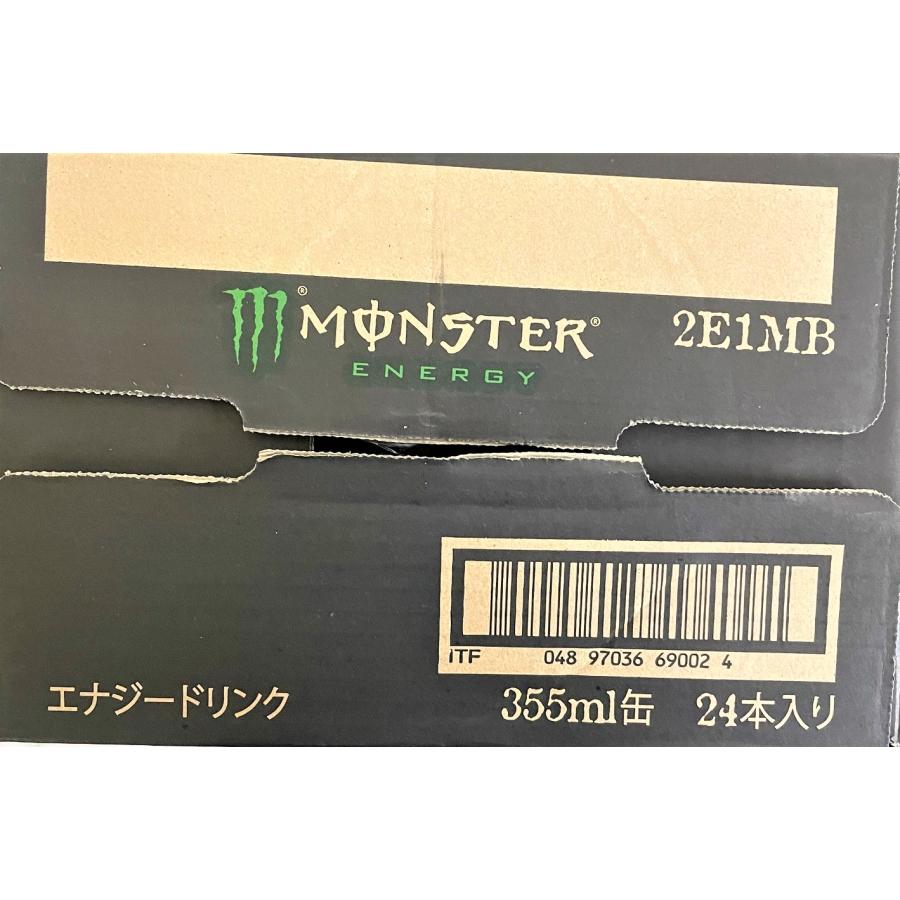 MONSTER® 2E1MB
ENERGY
ITF 048 97036 69002 4
エナジードリンク 355ml缶 24本入り